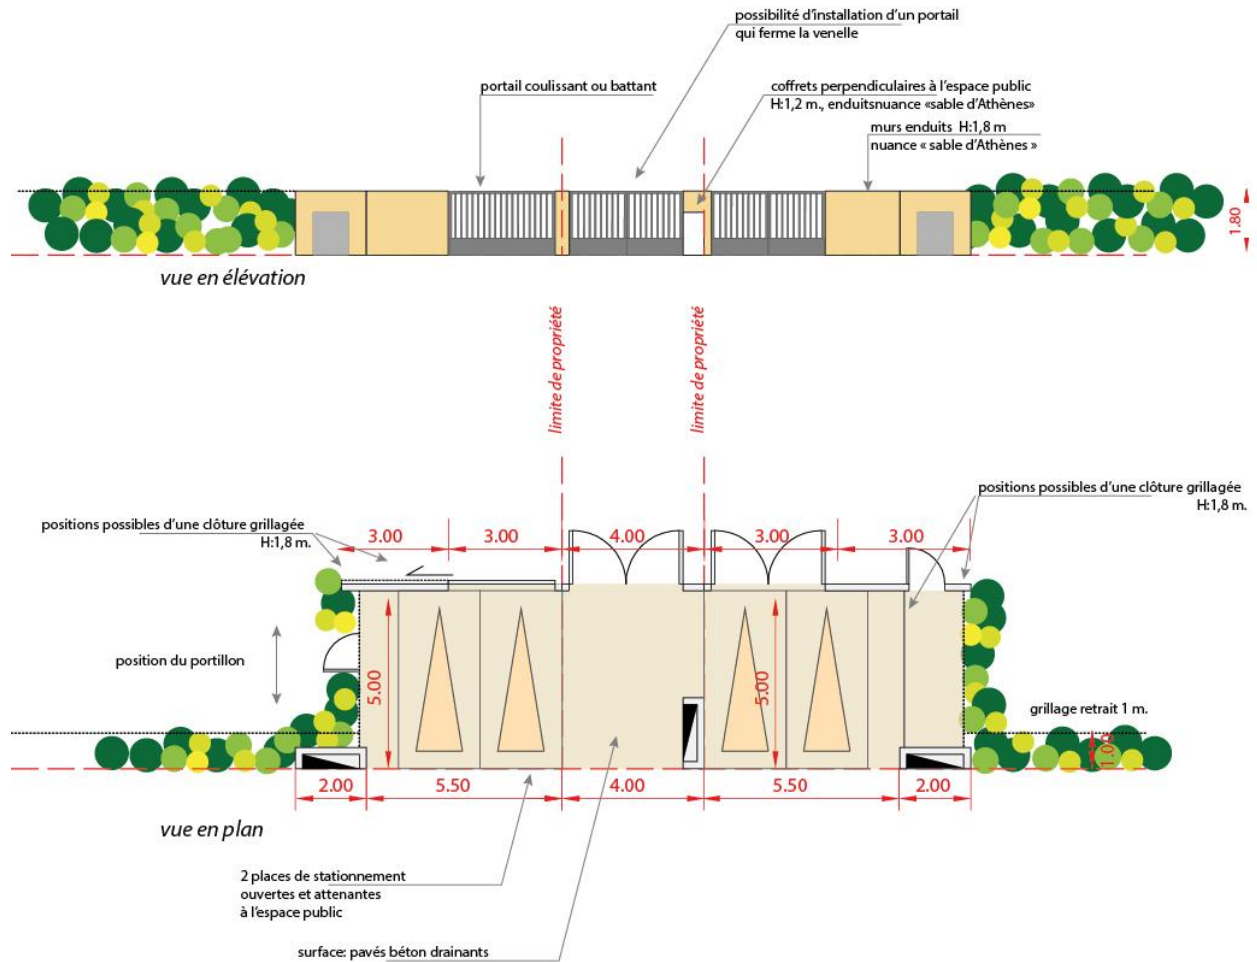 possibilité d'installation d'un portail
qui ferme la venelle
portail coulissant ou battant
coffrets perpendiculaires à l'espace public
H:1,2 m., enduitsnuance «sable d'Athènes»
murs enduits H:1,8 m
nuance « sable d'Athènes »
1.80
vue en élévation
limite de propriété
limite de propriété
positions possibles d'une clôture grillagée
H:1,8 m.
positions possibles d'une clôture grillagée
H:1,8 m.
3.00
3.00
4.00
3.00
3.00
position du portillon
5.00
5.00
grillage retrait 1 m.
1.00
2.00
5.50
4.00
5.50
2.00
vue en plan
2 places de stationnement
ouvertes et attenantes
à l'espace public
surface: pavés béton drainants